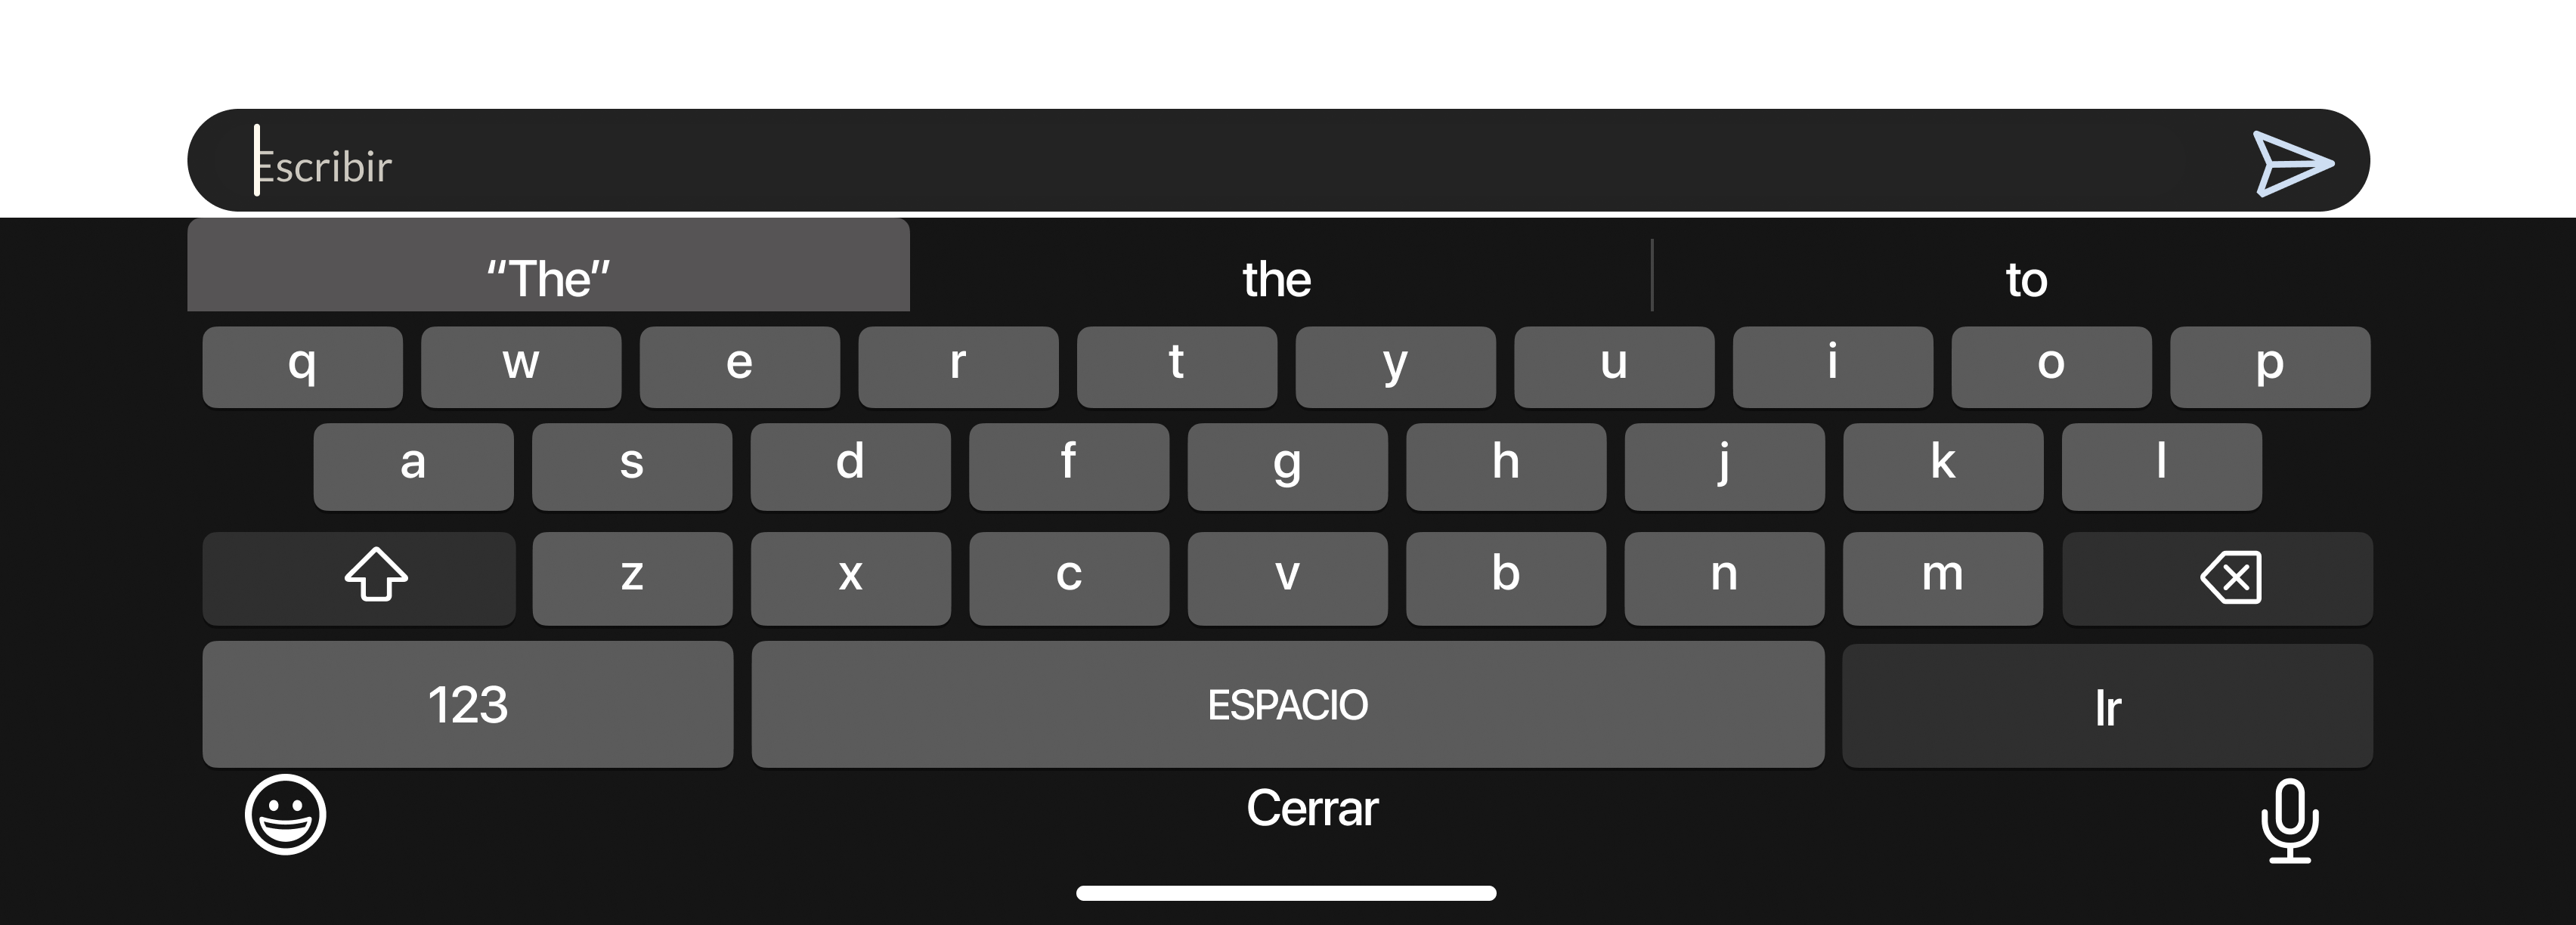 Escribir
“The” the to
q w e r t y u i o p
a s d f g h j k l
z x c v b n m
123 ESPACIO Ir
Cerrar